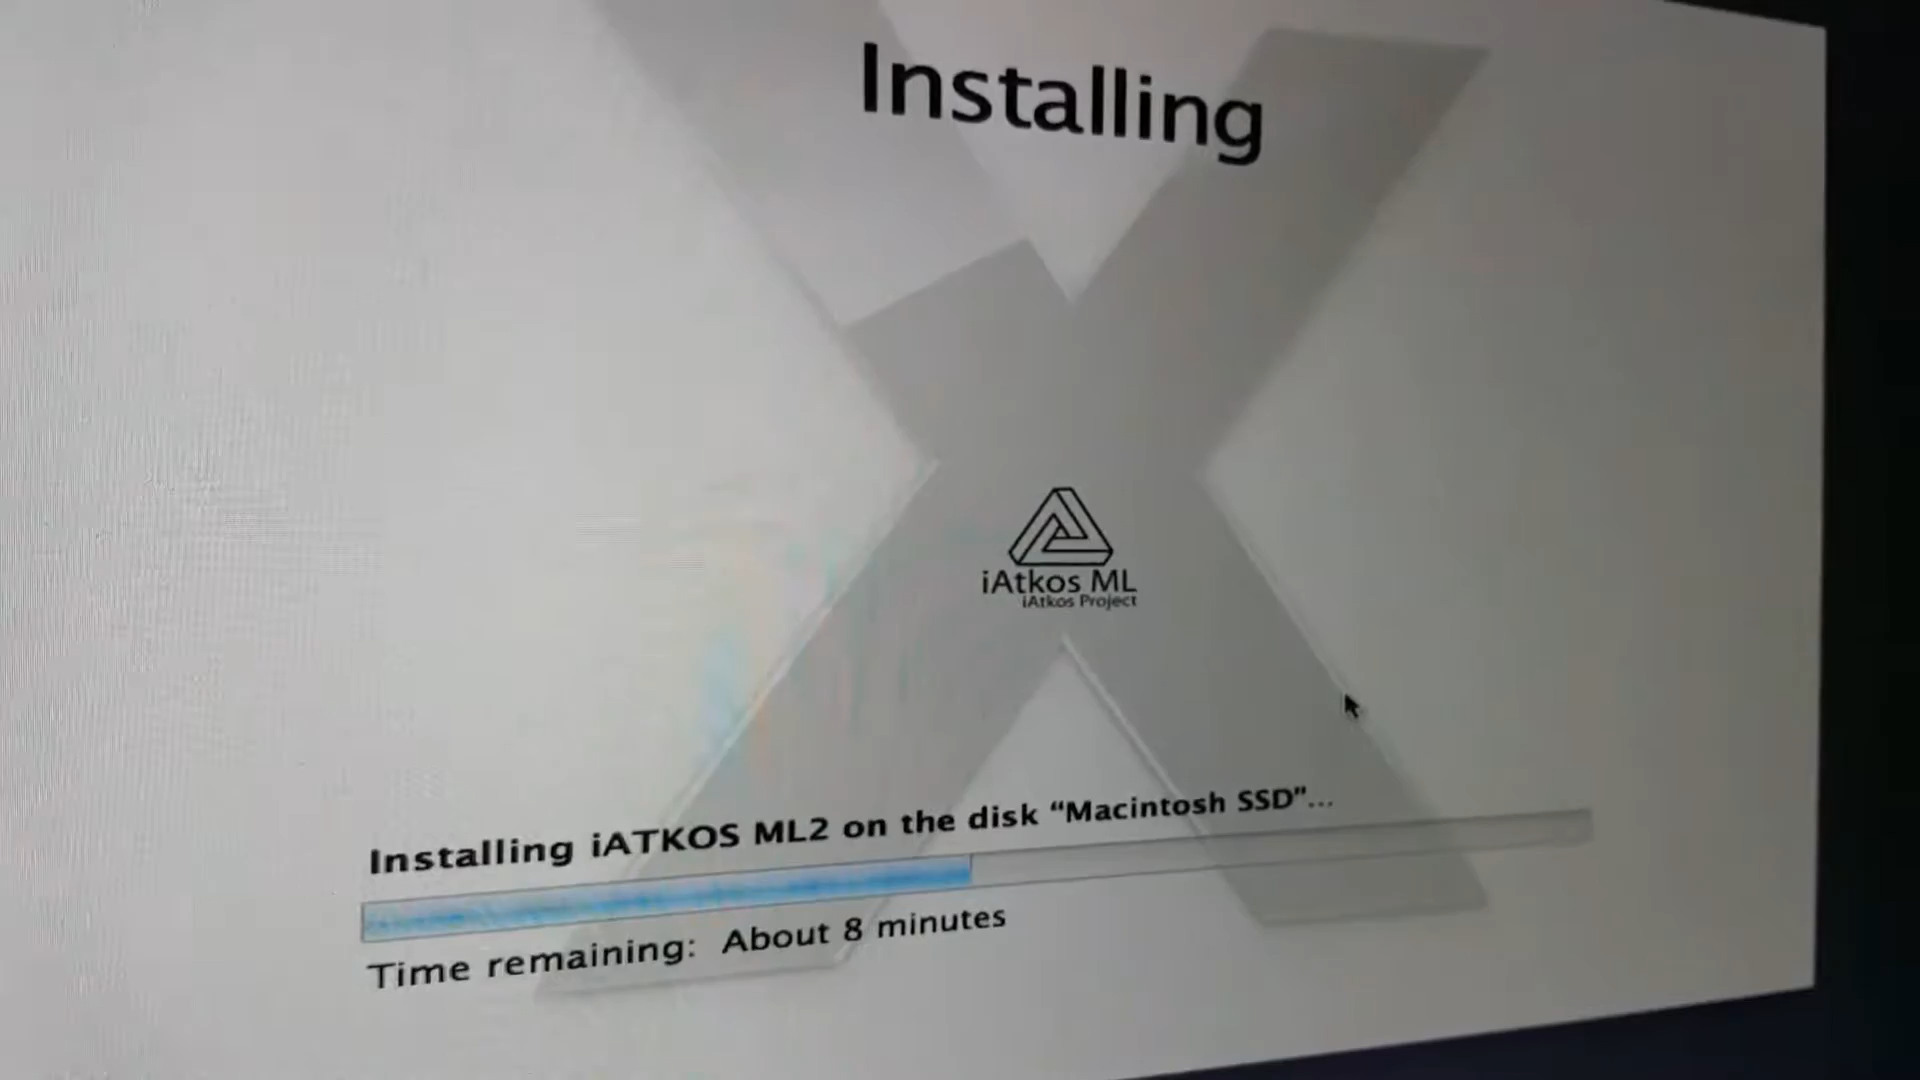 Installing
iAtkos ML
iAtkos Project
Installing iATKOS ML2 on the disk “Macintosh SSD”...
Time remaining: About 8 minutes